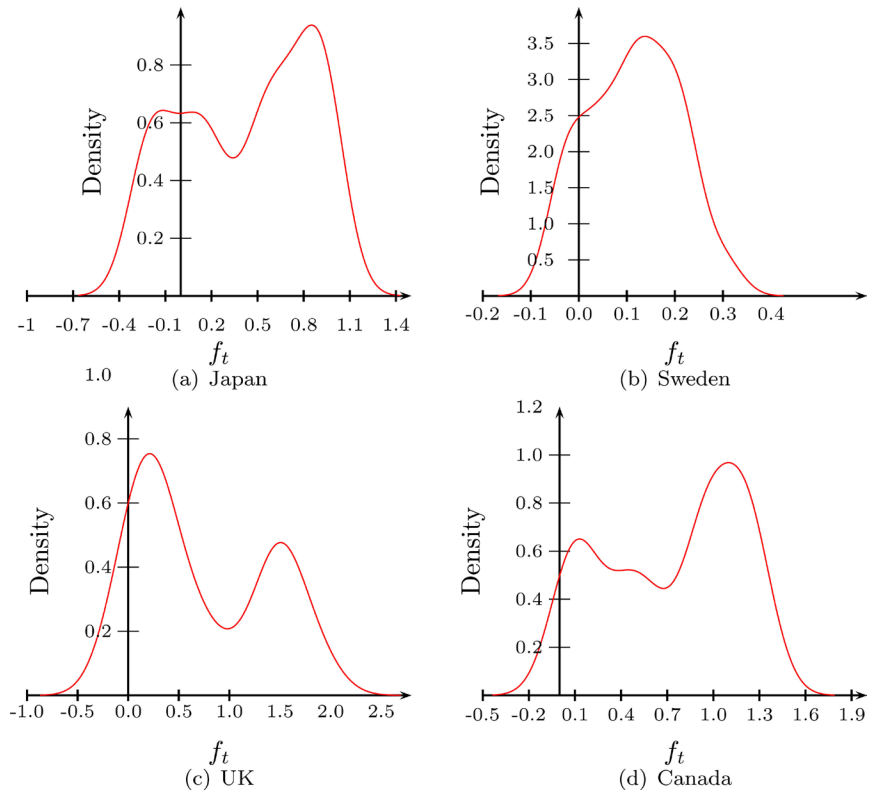 Density
0.8
0.6
0.4
0.2
-1 -0.7 -0.4 -0.1 0.2 0.5 0.8 1.1 1.4
f_t
(a) Japan
Density
3.5
3.0
2.5
2.0
1.5
1.0
0.5
-0.2 -0.1 0.0 0.1 0.2 0.3 0.4
f_t
(b) Sweden
1.0
Density
0.8
0.6
0.4
0.2
-1.0 -0.5 0.0 0.5 1.0 1.5 2.0 2.5
f_t
(c) UK
1.2
Density
1.0
0.8
0.6
0.4
0.2
-0.5 -0.2 0.1 0.4 0.7 1.0 1.3 1.6 1.9
f_t
(d) Canada